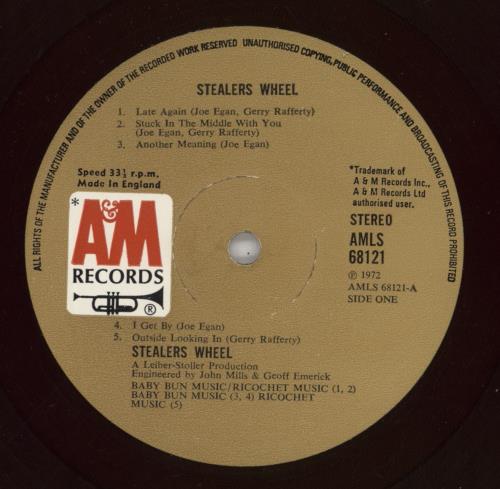 ALL RIGHTS OF THE MANUFACTURER AND OF THE OWNER OF THE RECORDED WORK RESERVED UNAUTHORISED COPYING, PUBLIC PERFORMANCE AND BROADCASTING OF THIS RECORD PROHIBITED
STEALERS WHEEL
1. Late Again (Joe Egan, Gerry Rafferty)
2. Stuck In The Middle With You
(Joe Egan, Gerry Rafferty)
3. Another Meaning (Joe Egan)
Speed 33⅓ r.p.m.
Made in England
*
A&M
RECORDS
®
*Trademark of
A & M Records Inc.,
A & M Records Ltd
authorised user.
STEREO
AMLS
68121
℗ 1972
AMLS 68121-A
SIDE ONE
4. I Get By (Joe Egan)
5. Outside Looking In (Gerry Rafferty)
STEALERS WHEEL
A Leiber-Stoller Production
Engineered by John Mills & Geoff Emerick
BABY BUN MUSIC/RICOCHET MUSIC (1, 2)
BABY BUN MUSIC (3, 4) RICOCHET
MUSIC (5)